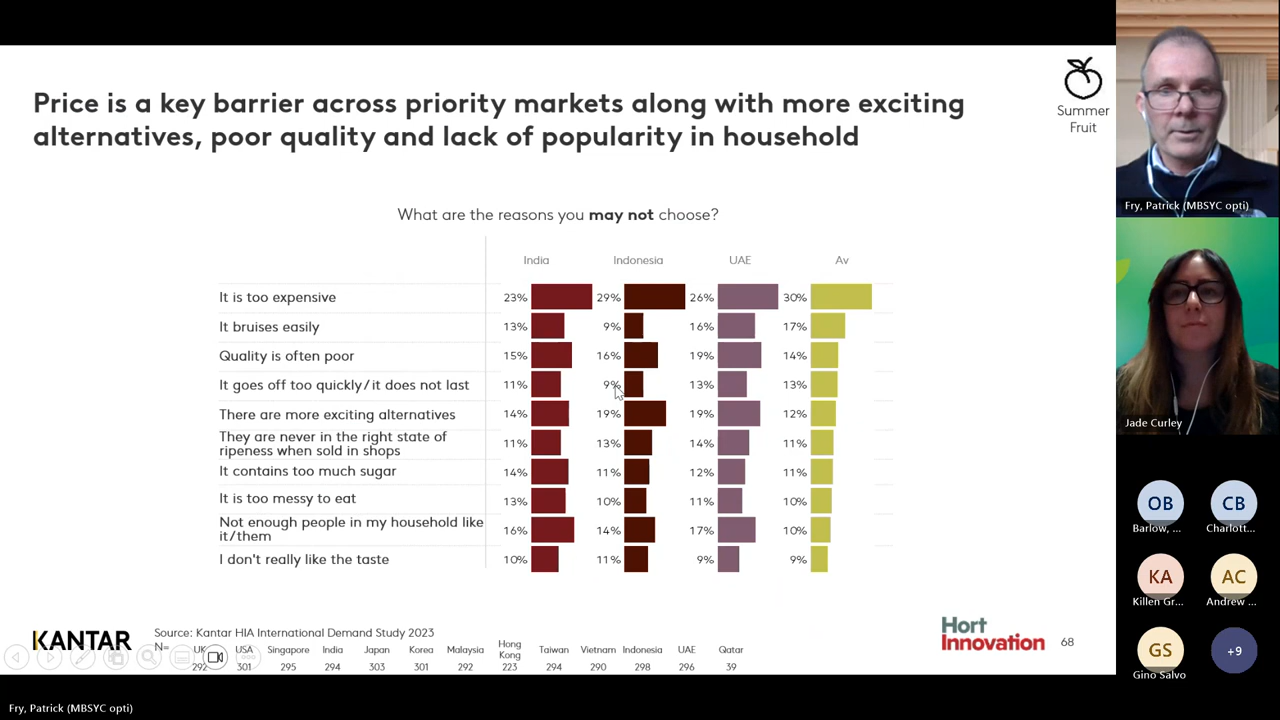 Price is a key barrier across priority markets along with more exciting
alternatives, poor quality and lack of popularity in household
Summer
Fruit
What are the reasons you may not choose?
India Indonesia UAE Av
It is too expensive 23% 29% 26% 30%
It bruises easily 13% 9% 16% 17%
Quality is often poor 15% 16% 19% 14%
It goes off too quickly/it does not last 11% 9% 13% 13%
There are more exciting alternatives 14% 19% 19% 12%
They are never in the right state of
ripeness when sold in shops 11% 13% 14% 11%
It contains too much sugar 14% 11% 12% 11%
It is too messy to eat 13% 10% 11% 10%
Not enough people in my household like
it/them 16% 14% 17% 10%
I don't really like the taste 10% 11% 9% 9%
KANTAR
Source: Kantar HIA International Demand Study 2023
N=
UK USA Singapore India Japan Korea Malaysia Hong Kong Taiwan Vietnam Indonesia UAE Qatar
292 301 295 294 303 301 292 223 294 290 298 296 39
Hort
Innovation
68
Fry, Patrick (MBSYC opti)
Jade Curley
OB
Barlow, ...
CB
Charlott...
KA
Killen Gr...
AC
Andrew ...
GS
Gino Salvo
+9
Fry, Patrick (MBSYC opti)